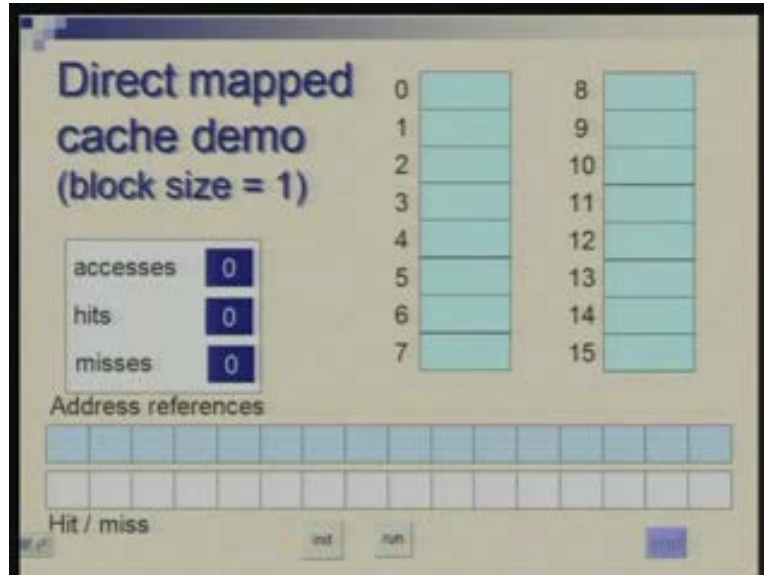 Direct mapped
cache demo
(block size = 1)
0
1
2
3
4
5
6
7
8
9
10
11
12
13
14
15
accesses 0
hits 0
misses 0
Address references
Hit / miss
init run